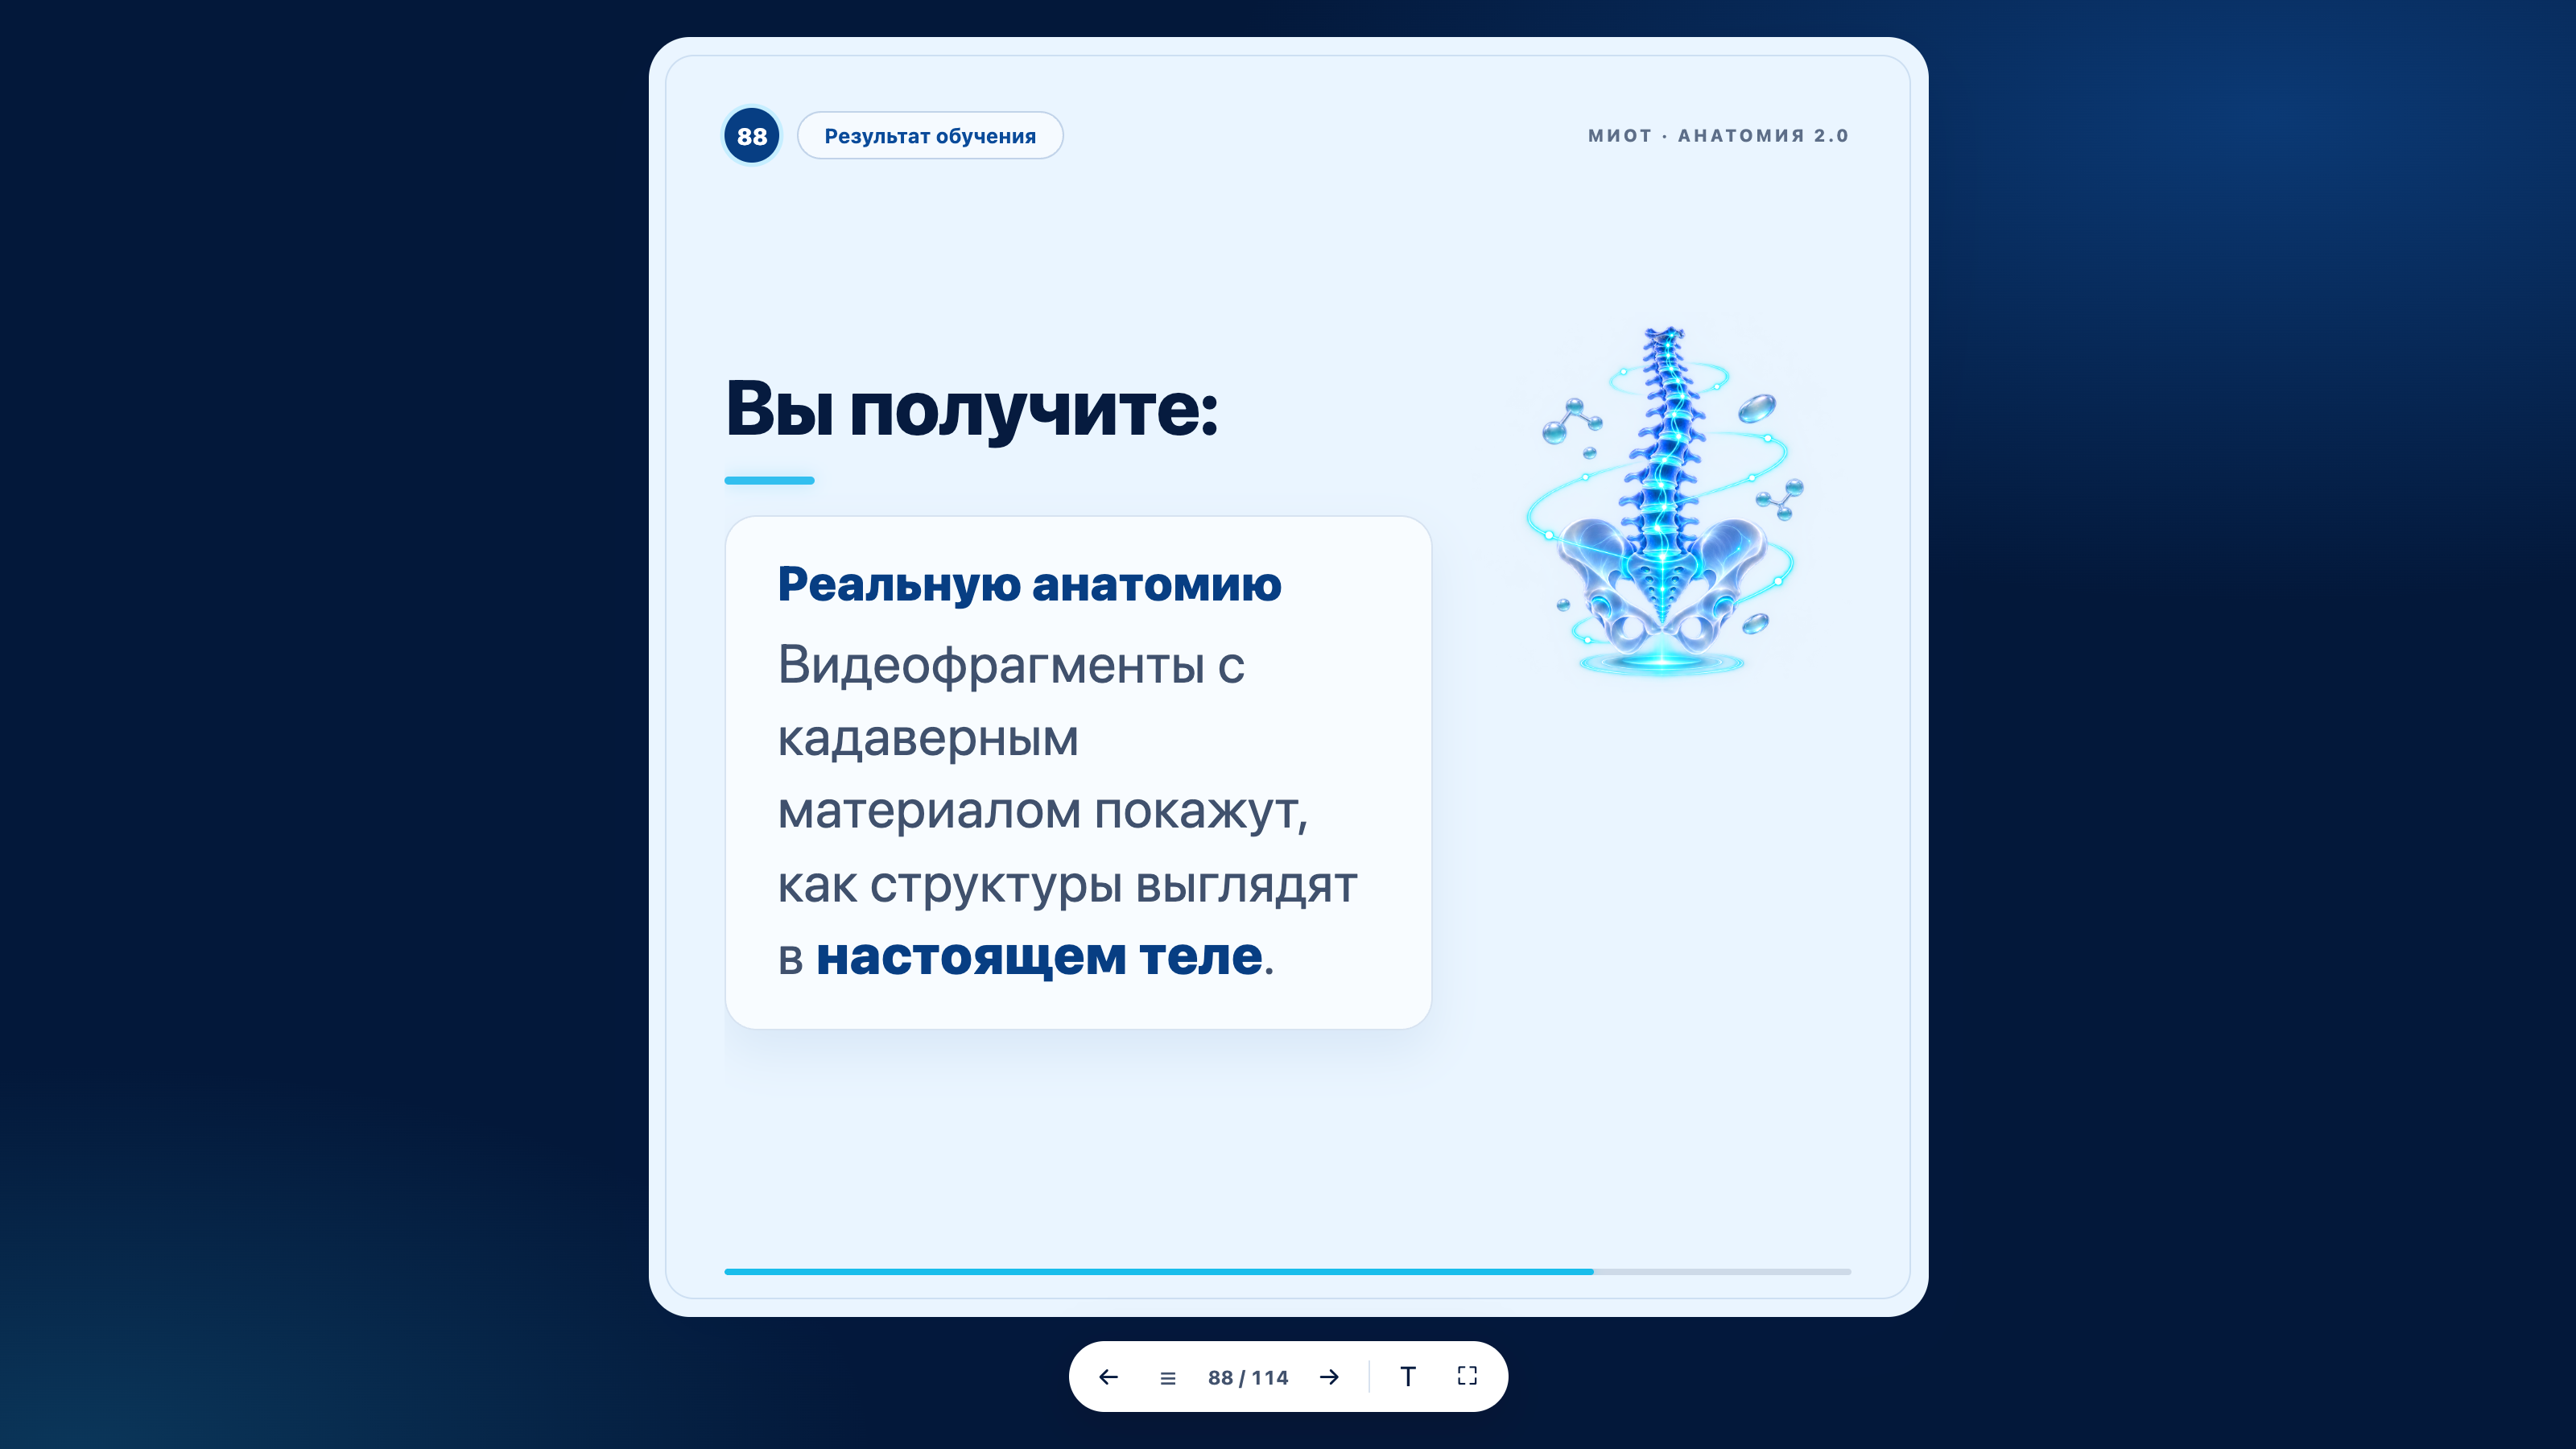 88
Результат обучения
МИОТ · АНАТОМИЯ 2.0
Вы получите:
Реальную анатомию
Видеофрагменты с
кадаверным
материалом покажут,
как структуры выглядят
в настоящем теле.
88 / 114
T